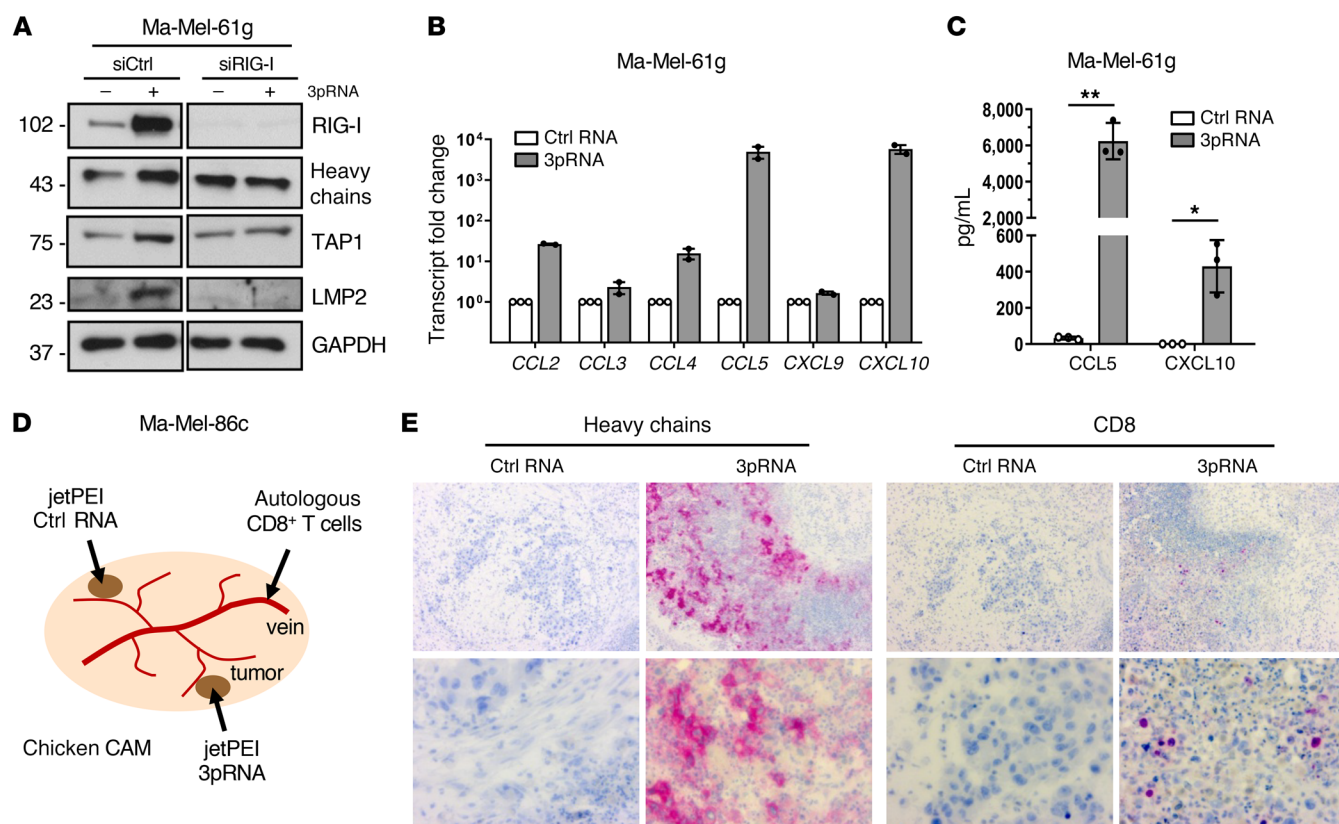 A
Ma-Mel-61g
siCtrl siRIG-I
– + – + 3pRNA
102 - RIG-I
43 - Heavy chains
75 - TAP1
23 - LMP2
37 - GAPDH
B
Ma-Mel-61g
Ctrl RNA
3pRNA
Transcript fold change
10⁴
10³
10²
10¹
10⁰
CCL2 CCL3 CCL4 CCL5 CXCL9 CXCL10
C
Ma-Mel-61g
Ctrl RNA
3pRNA
pg/mL
8,000
6,000
4,000
2,000
600
400
200
0
**
*
CCL5 CXCL10
D
Ma-Mel-86c
jetPEI
Ctrl RNA
Autologous
CD8⁺ T cells
vein
tumor
Chicken CAM
jetPEI
3pRNA
E
Heavy chains CD8
Ctrl RNA 3pRNA Ctrl RNA 3pRNA